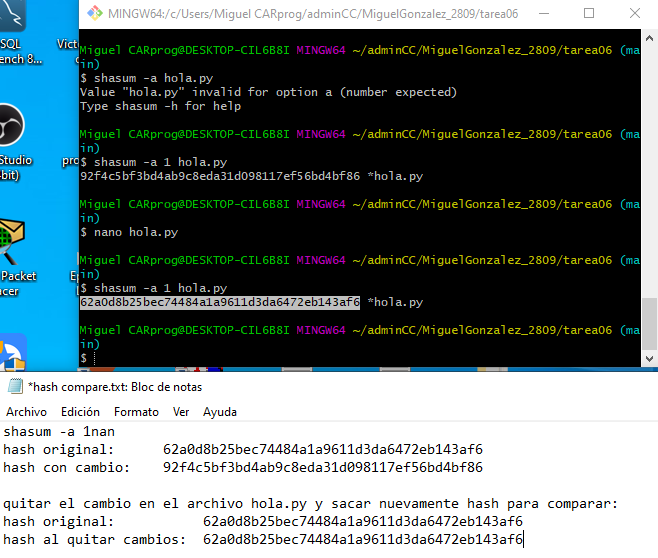 MINGW64:/c/Users/Miguel CARprog/adminCC/MiguelGonzalez_2809/tarea06
SQL
ench 8...
Vict
d
Studio
-bit)
pro
Packet
ucer
E
Miguel CARprog@DESKTOP-CIL6B8I MINGW64 ~/adminCC/MiguelGonzalez_2809/tarea06 (ma
in)
$ shasum -a hola.py
Value "hola.py" invalid for option a (number expected)
Type shasum -h for help
Miguel CARprog@DESKTOP-CIL6B8I MINGW64 ~/adminCC/MiguelGonzalez_2809/tarea06 (ma
in)
$ shasum -a 1 hola.py
92f4c5bf3bd4ab9c8eda31d098117ef56bd4bf86 *hola.py
Miguel CARprog@DESKTOP-CIL6B8I MINGW64 ~/adminCC/MiguelGonzalez_2809/tarea06 (ma
in)
$ nano hola.py
Miguel CARprog@DESKTOP-CIL6B8I MINGW64 ~/adminCC/MiguelGonzalez_2809/tarea06 (ma
in)
$ shasum -a 1 hola.py
62a0d8b25bec74484a1a9611d3da6472eb143af6 *hola.py
Miguel CARprog@DESKTOP-CIL6B8I MINGW64 ~/adminCC/MiguelGonzalez_2809/tarea06 (ma
in)
$
*hash compare.txt: Bloc de notas
Archivo Edición Formato Ver Ayuda
shasum -a 1nan
hash original: 62a0d8b25bec74484a1a9611d3da6472eb143af6
hash con cambio: 92f4c5bf3bd4ab9c8eda31d098117ef56bd4bf86
quitar el cambio en el archivo hola.py y sacar nuevamente hash para comparar:
hash original: 62a0d8b25bec74484a1a9611d3da6472eb143af6
hash al quitar cambios: 62a0d8b25bec74484a1a9611d3da6472eb143af6